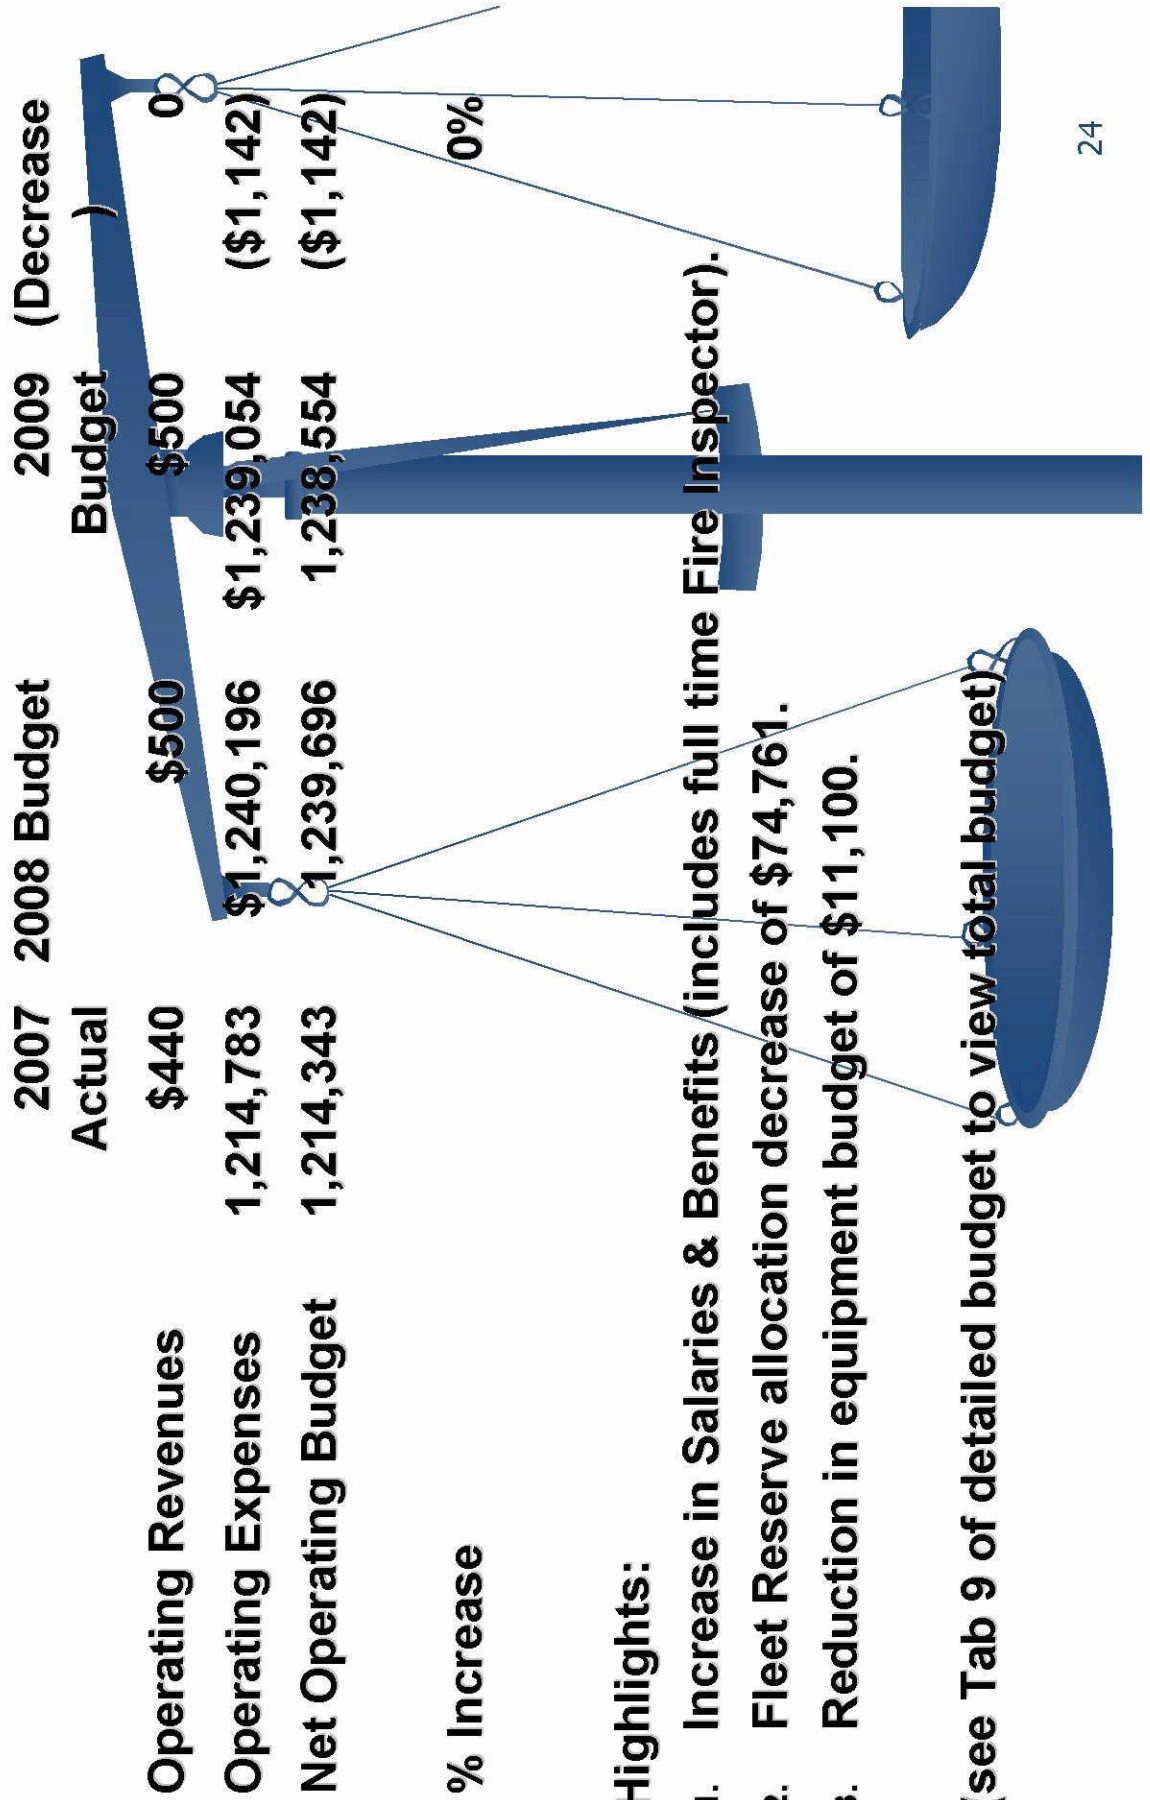 2007 2008 Budget 2009 (Decrease
Actual Budget )
Operating Revenues $440 $500 $500 0
Operating Expenses 1,214,783 $1,240,196 $1,239,054 ($1,142)
Net Operating Budget 1,214,343 1,239,696 1,238,554 ($1,142)
% Increase 0%
Highlights:
1. Increase in Salaries & Benefits (includes full time Fire Inspector).
2. Fleet Reserve allocation decrease of $74,761.
3. Reduction in equipment budget of $11,100.
(see Tab 9 of detailed budget to view total budget)
24